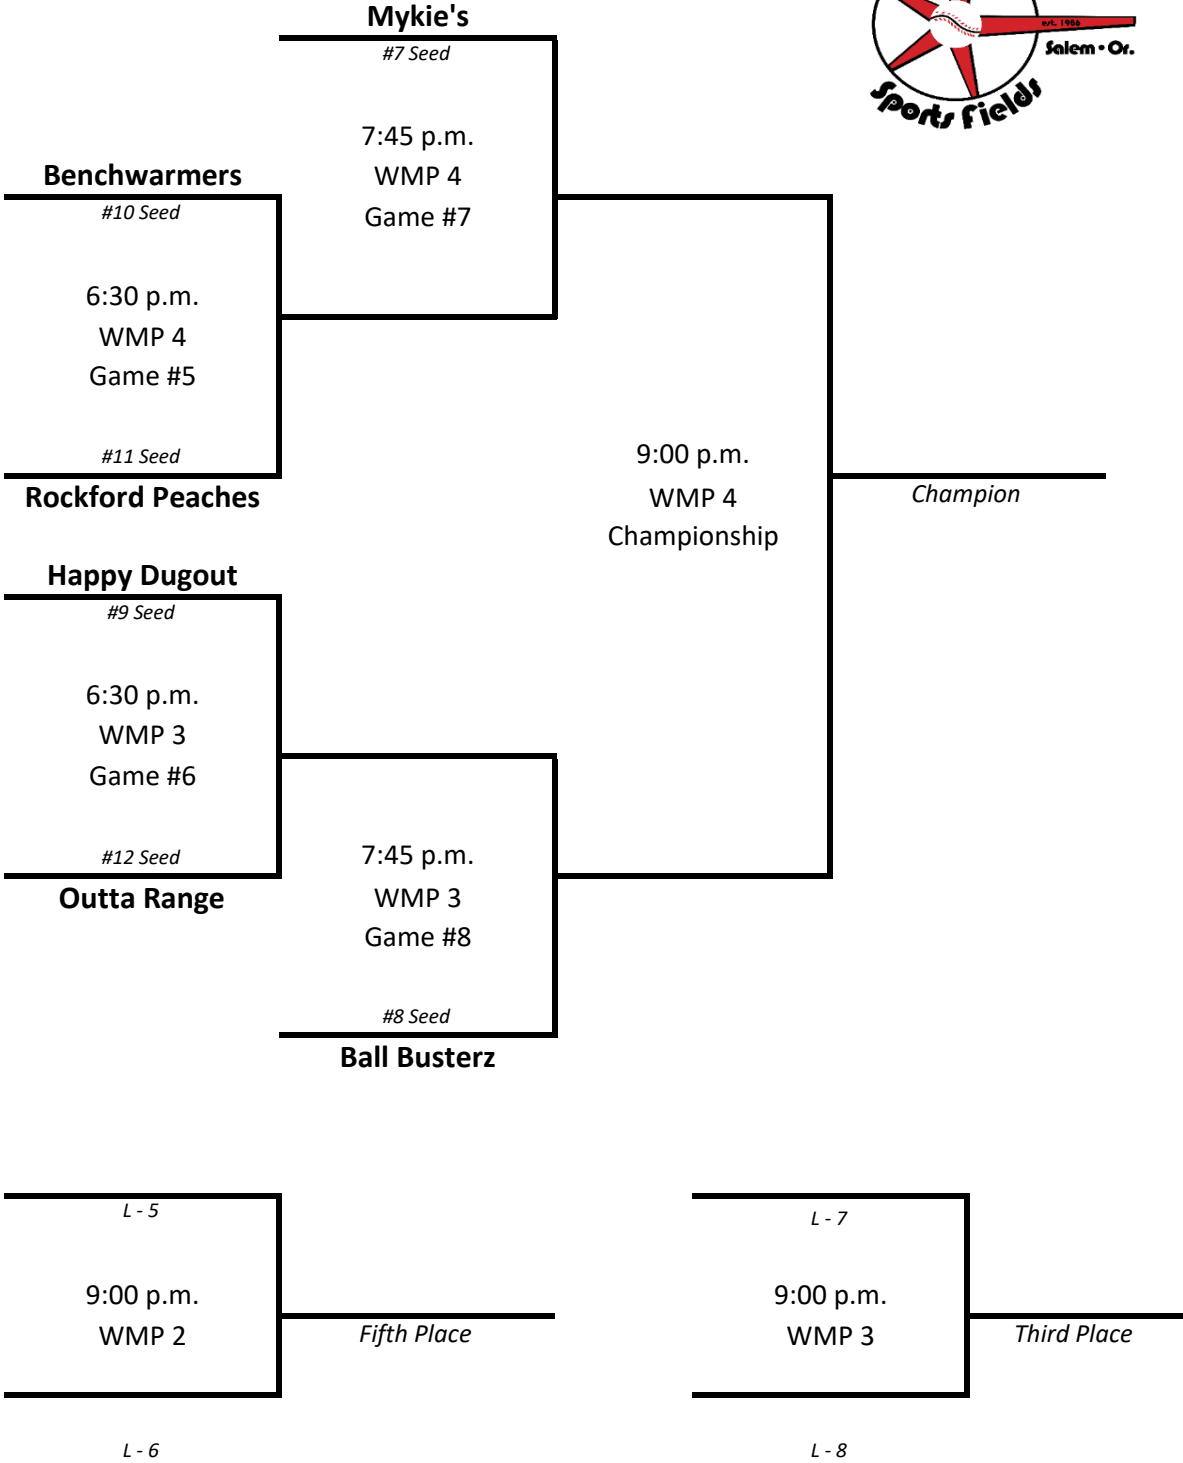 Mykie's
#7 Seed
est. 1986
Salem • Or.
Sports Fields
7:45 p.m.
WMP 4
Game #7
Benchwarmers
#10 Seed
6:30 p.m.
WMP 4
Game #5
#11 Seed
Rockford Peaches
9:00 p.m.
WMP 4
Championship
Champion
Happy Dugout
#9 Seed
6:30 p.m.
WMP 3
Game #6
#12 Seed
Outta Range
7:45 p.m.
WMP 3
Game #8
#8 Seed
Ball Busterz
L - 5
9:00 p.m.
WMP 2
Fifth Place
L - 6
L - 7
9:00 p.m.
WMP 3
Third Place
L - 8